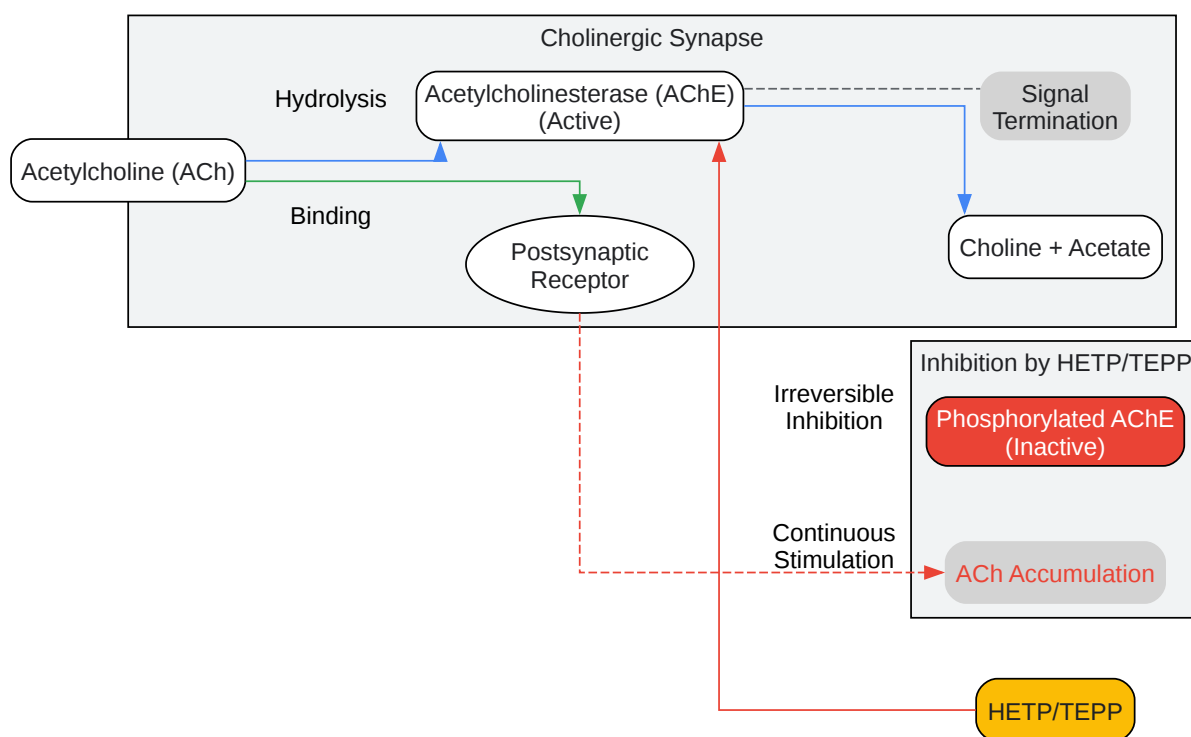 Cholinergic Synapse
Hydrolysis
Acetylcholinesterase (AChE)
(Active)
Signal
Termination
Acetylcholine (ACh)
Binding
Postsynaptic
Receptor
Choline + Acetate
Inhibition by HETP/TEPP
Irreversible
Inhibition
Phosphorylated AChE
(Inactive)
Continuous
Stimulation
ACh Accumulation
HETP/TEPP